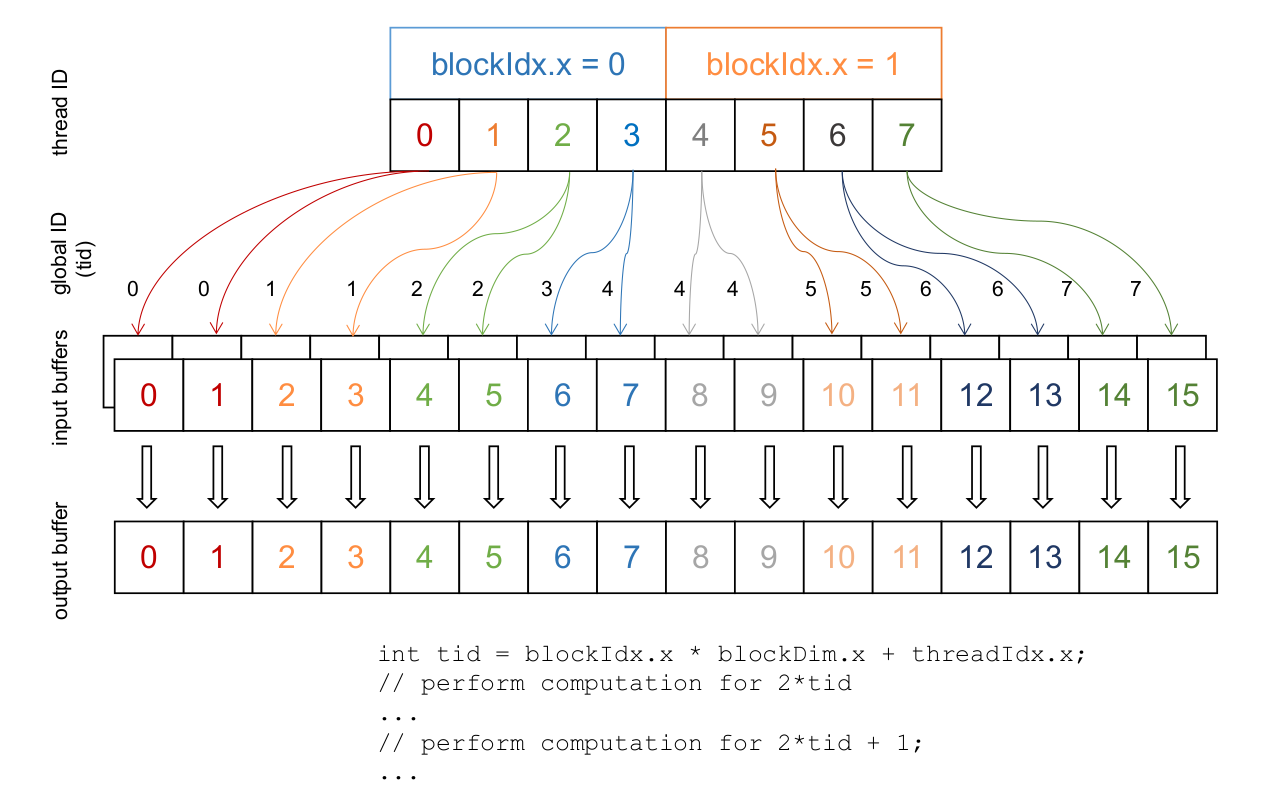 blockIdx.x = 0 blockIdx.x = 1
thread ID
0 1 2 3 4 5 6 7
global ID
(tid)
0 0 1 1 2 2 3 4 4 4 5 5 6 6 7 7
input buffers
0 1 2 3 4 5 6 7 8 9 10 11 12 13 14 15
output buffer
0 1 2 3 4 5 6 7 8 9 10 11 12 13 14 15
int tid = blockIdx.x * blockDim.x + threadIdx.x;
// perform computation for 2*tid
...
// perform computation for 2*tid + 1;
...